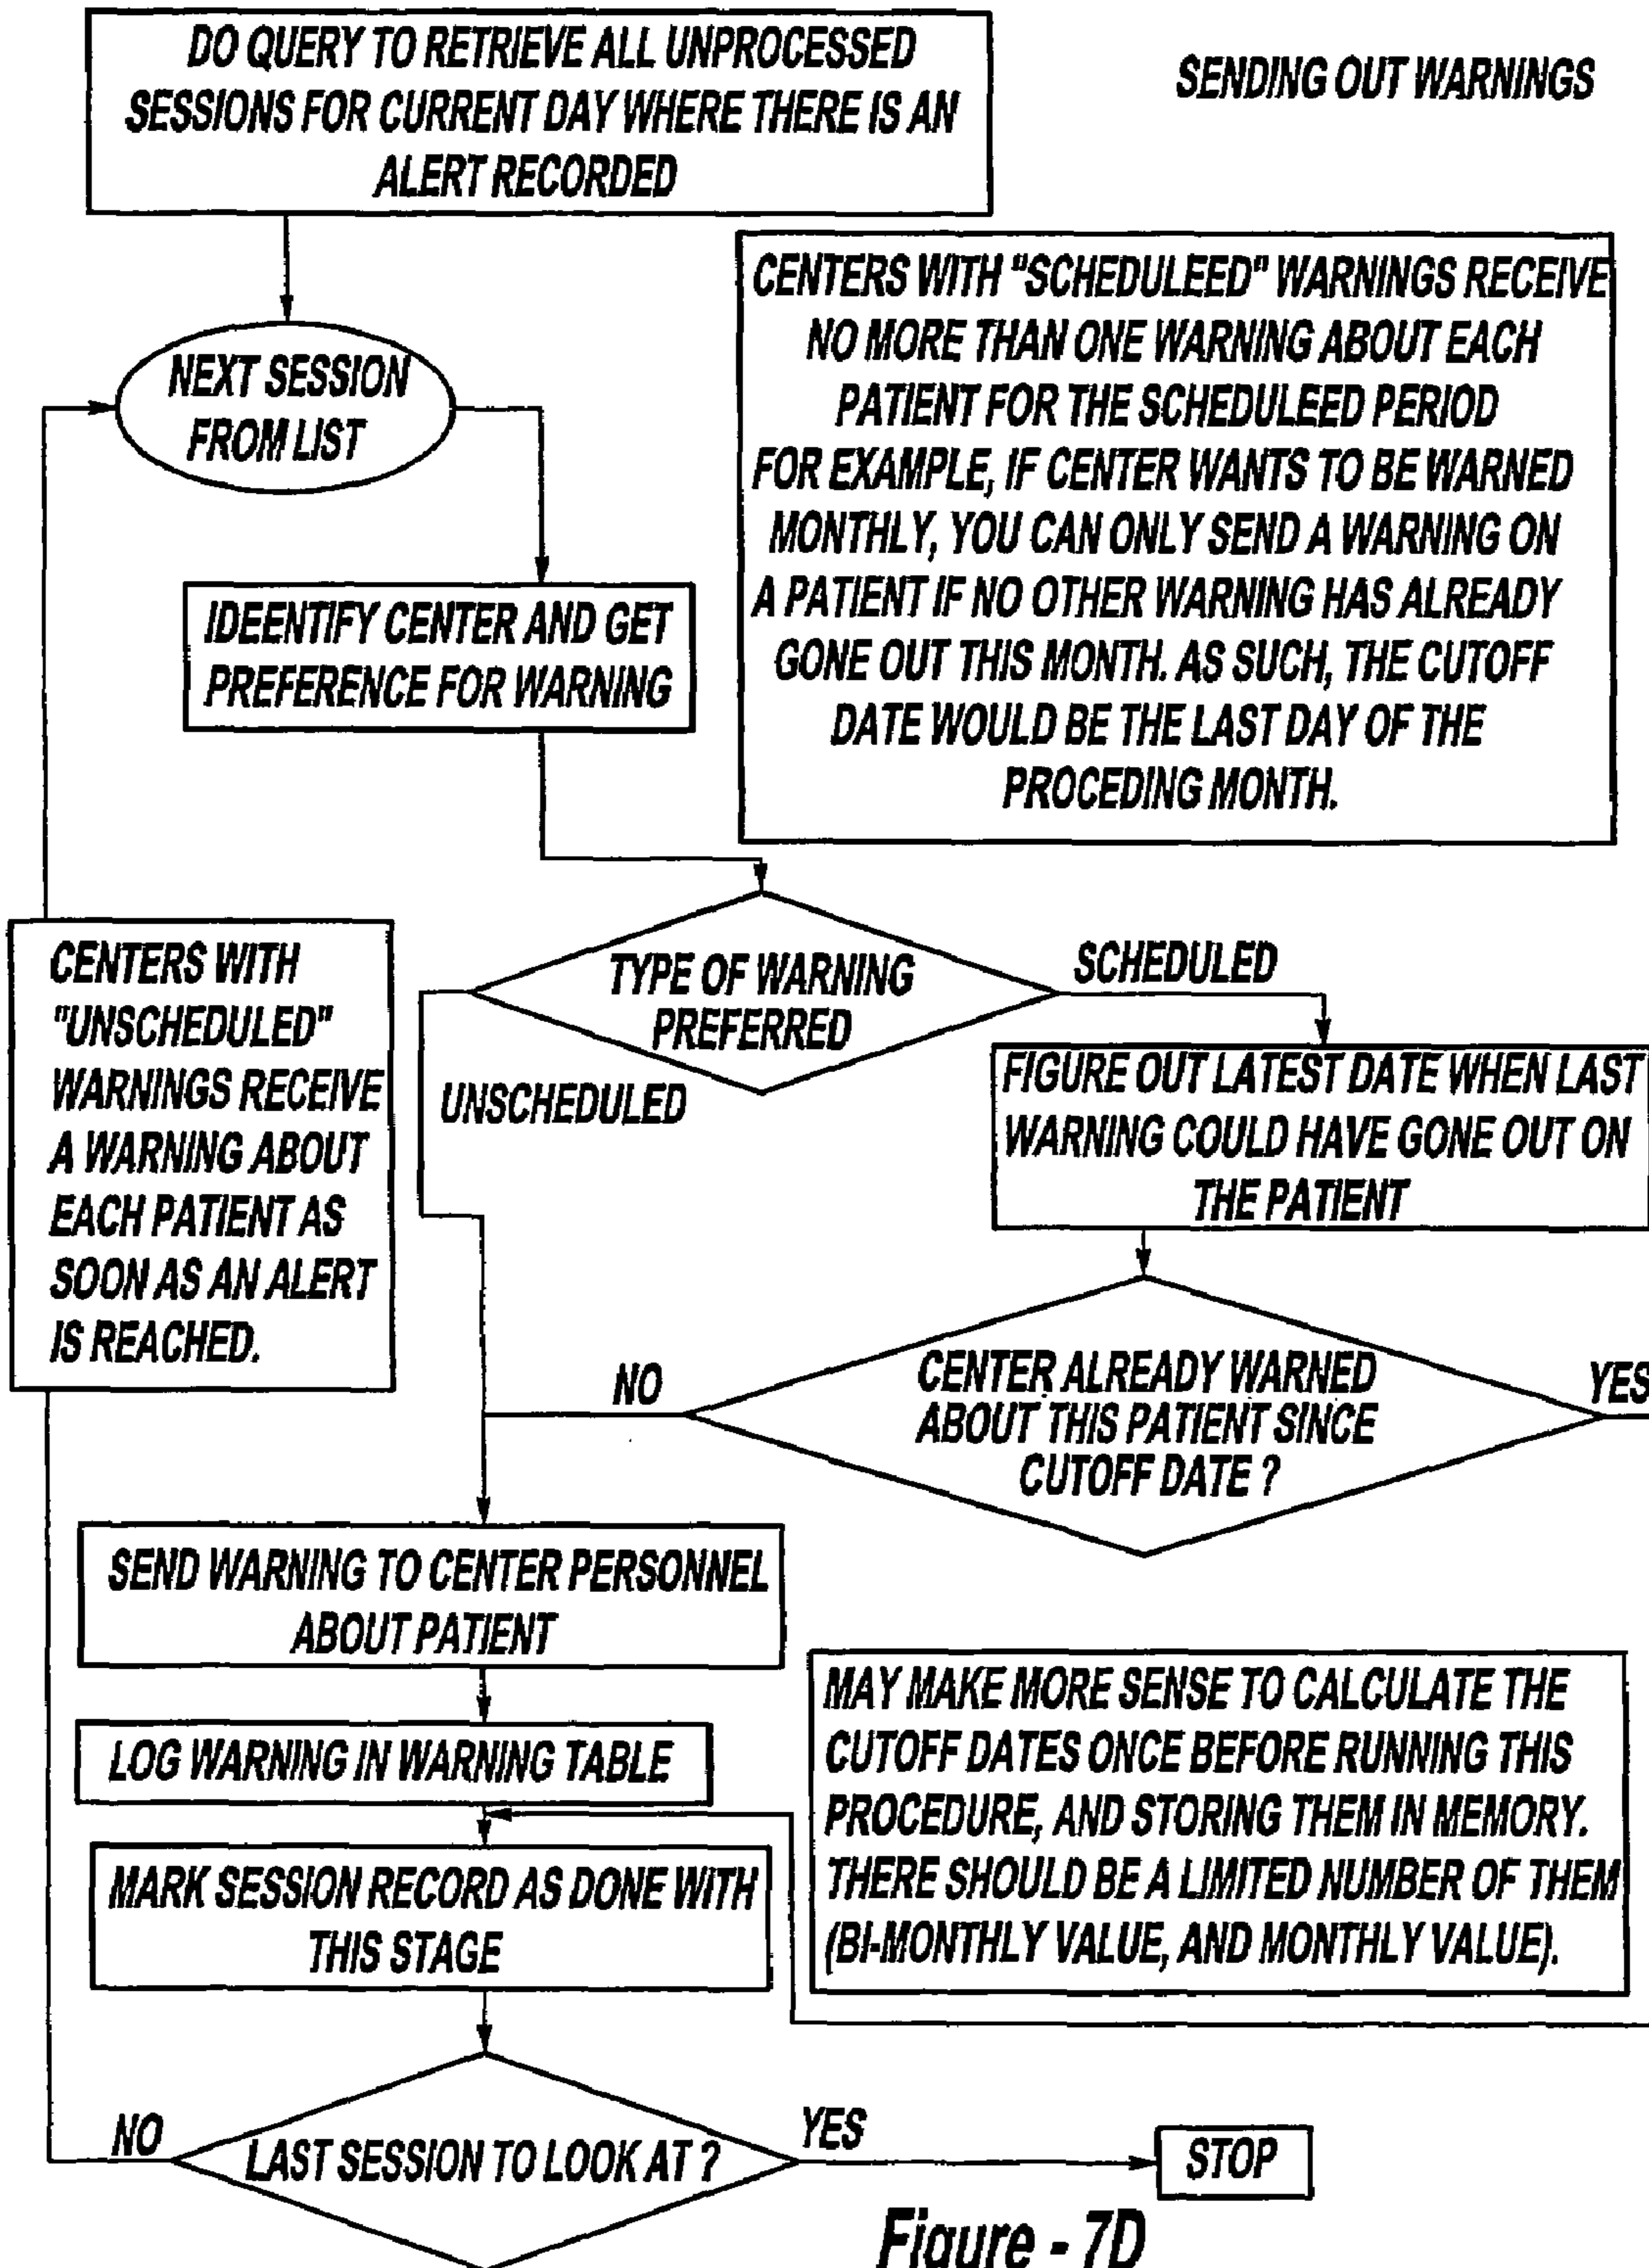 DO QUERY TO RETRIEVE ALL UNPROCESSED
SESSIONS FOR CURRENT DAY WHERE THERE IS AN
ALERT RECORDED
SENDING OUT WARNINGS
NEXT SESSION
FROM LIST
CENTERS WITH "SCHEDULEED" WARNINGS RECEIVE
NO MORE THAN ONE WARNING ABOUT EACH
PATIENT FOR THE SCHEDULEED PERIOD
FOR EXAMPLE, IF CENTER WANTS TO BE WARNED
MONTHLY, YOU CAN ONLY SEND A WARNING ON
A PATIENT IF NO OTHER WARNING HAS ALREADY
GONE OUT THIS MONTH. AS SUCH, THE CUTOFF
DATE WOULD BE THE LAST DAY OF THE
PROCEDING MONTH.
IDEENTIFY CENTER AND GET
PREFERENCE FOR WARNING
CENTERS WITH
"UNSCHEDULED"
WARNINGS RECEIVE
A WARNING ABOUT
EACH PATIENT AS
SOON AS AN ALERT
IS REACHED.
TYPE OF WARNING
PREFERRED
SCHEDULED
UNSCHEDULED
FIGURE OUT LATEST DATE WHEN LAST
WARNING COULD HAVE GONE OUT ON
THE PATIENT
CENTER ALREADY WARNED
ABOUT THIS PATIENT SINCE
CUTOFF DATE ?
NO
YES
SEND WARNING TO CENTER PERSONNEL
ABOUT PATIENT
LOG WARNING IN WARNING TABLE
MARK SESSION RECORD AS DONE WITH
THIS STAGE
MAY MAKE MORE SENSE TO CALCULATE THE
CUTOFF DATES ONCE BEFORE RUNNING THIS
PROCEDURE, AND STORING THEM IN MEMORY.
THERE SHOULD BE A LIMITED NUMBER OF THEM
(BI-MONTHLY VALUE, AND MONTHLY VALUE).
NO
LAST SESSION TO LOOK AT ?
YES
STOP
Figure - 7D